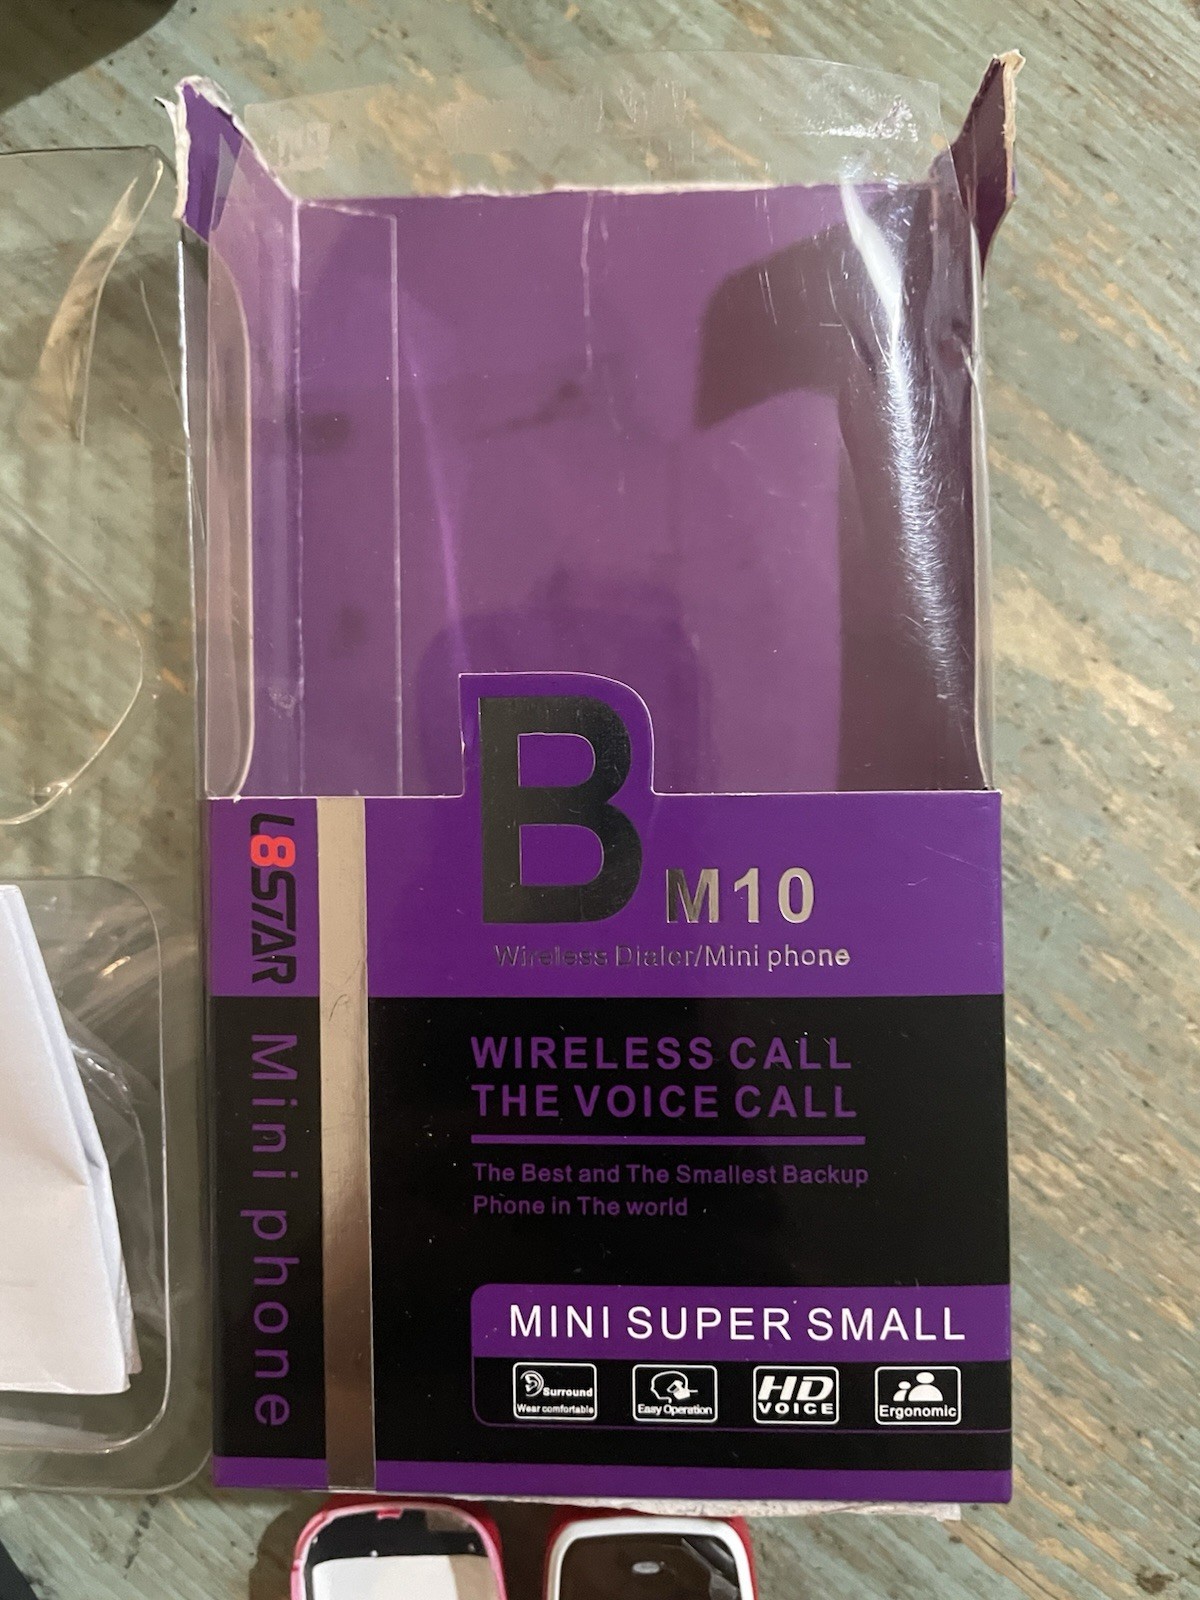 B M10
Wireless Dialer/Mini phone
L8STAR Mini phone
WIRELESS CALL
THE VOICE CALL
The Best and The Smallest Backup
Phone in The world
MINI SUPER SMALL
Surround
Wear comfortable
Easy Operation
HD
VOICE
Ergonomic